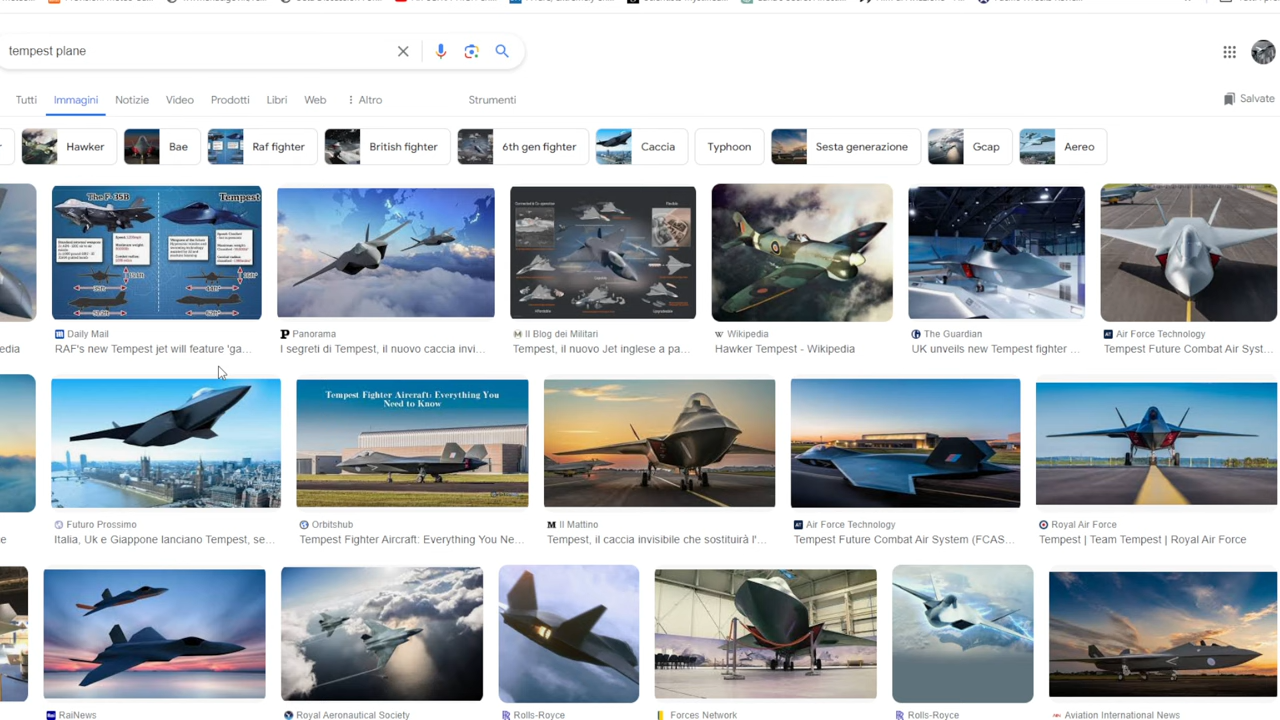 tempest plane
Tutti
Immagini
Notizie
Video
Prodotti
Libri
Web
Altro
Strumenti
Salvate
Hawker
Bae
Raf fighter
British fighter
6th gen fighter
Caccia
Typhoon
Sesta generazione
Gcap
Aereo
The F-35B
Tempest
edia
Daily Mail
RAF's new Tempest jet will feature 'ga...
Panorama
I segreti di Tempest, il nuovo caccia invi...
Il Blog dei Militari
Tempest, il nuovo Jet inglese a pa...
Wikipedia
Hawker Tempest - Wikipedia
The Guardian
UK unveils new Tempest fighter ...
Air Force Technology
Tempest Future Combat Air Syst...
Tempest Fighter Aircraft: Everything You
Need to Know
e
Futuro Prossimo
Italia, Uk e Giappone lanciano Tempest, se...
Orbitshub
Tempest Fighter Aircraft: Everything You Ne...
Il Mattino
Tempest, il caccia invisibile che sostituirà l'...
Air Force Technology
Tempest Future Combat Air System (FCAS...
Royal Air Force
Tempest | Team Tempest | Royal Air Force
RaiNews
Royal Aeronautical Society
Rolls-Royce
Forces Network
Rolls-Royce
Aviation International News